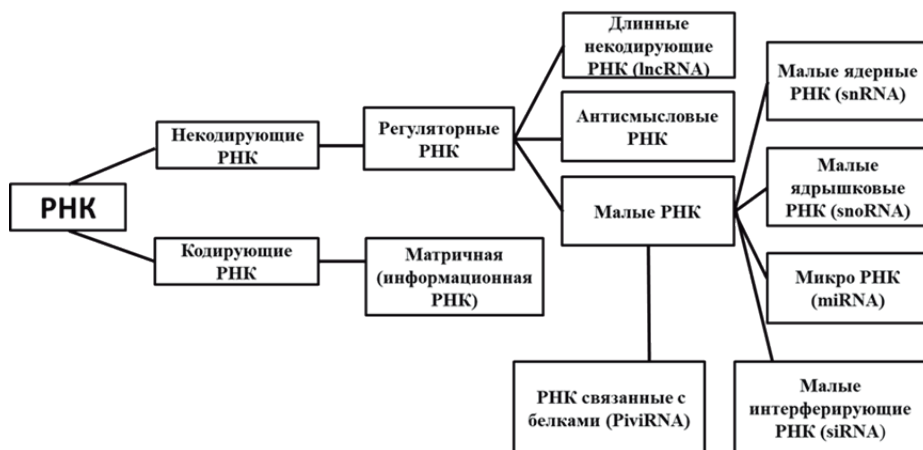 РНК
Некодирующие
РНК
Кодирующие
РНК
Регуляторные
РНК
Матричная
(информационная
РНК)
Длинные
некодирующие
РНК (lncRNA)
Антисмысловые
РНК
Малые РНК
Малые ядерные
РНК (snRNA)
Малые
ядрышковые
РНК (snoRNA)
Микро РНК
(miRNA)
РНК связанные с
белками (PiviRNA)
Малые
интерферирующие
РНК (siRNA)